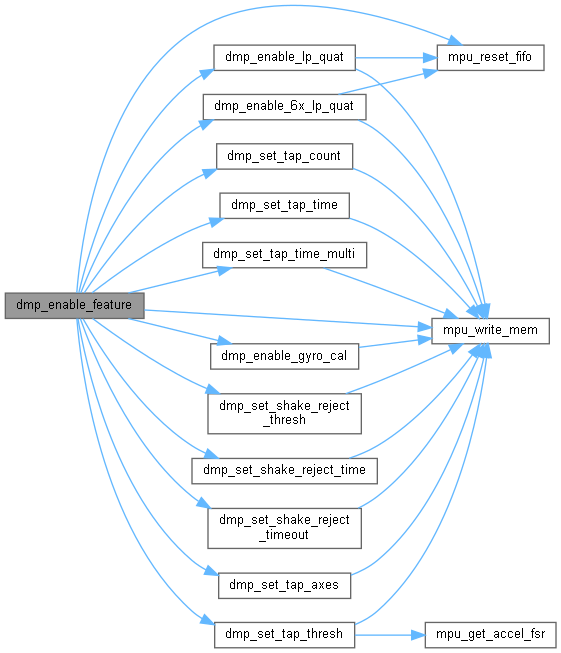 dmp_enable_lp_quat
mpu_reset_fifo
dmp_enable_6x_lp_quat
dmp_set_tap_count
dmp_set_tap_time
dmp_set_tap_time_multi
dmp_enable_feature
mpu_write_mem
dmp_enable_gyro_cal
dmp_set_shake_reject
_thresh
dmp_set_shake_reject_time
dmp_set_shake_reject
_timeout
dmp_set_tap_axes
dmp_set_tap_thresh
mpu_get_accel_fsr